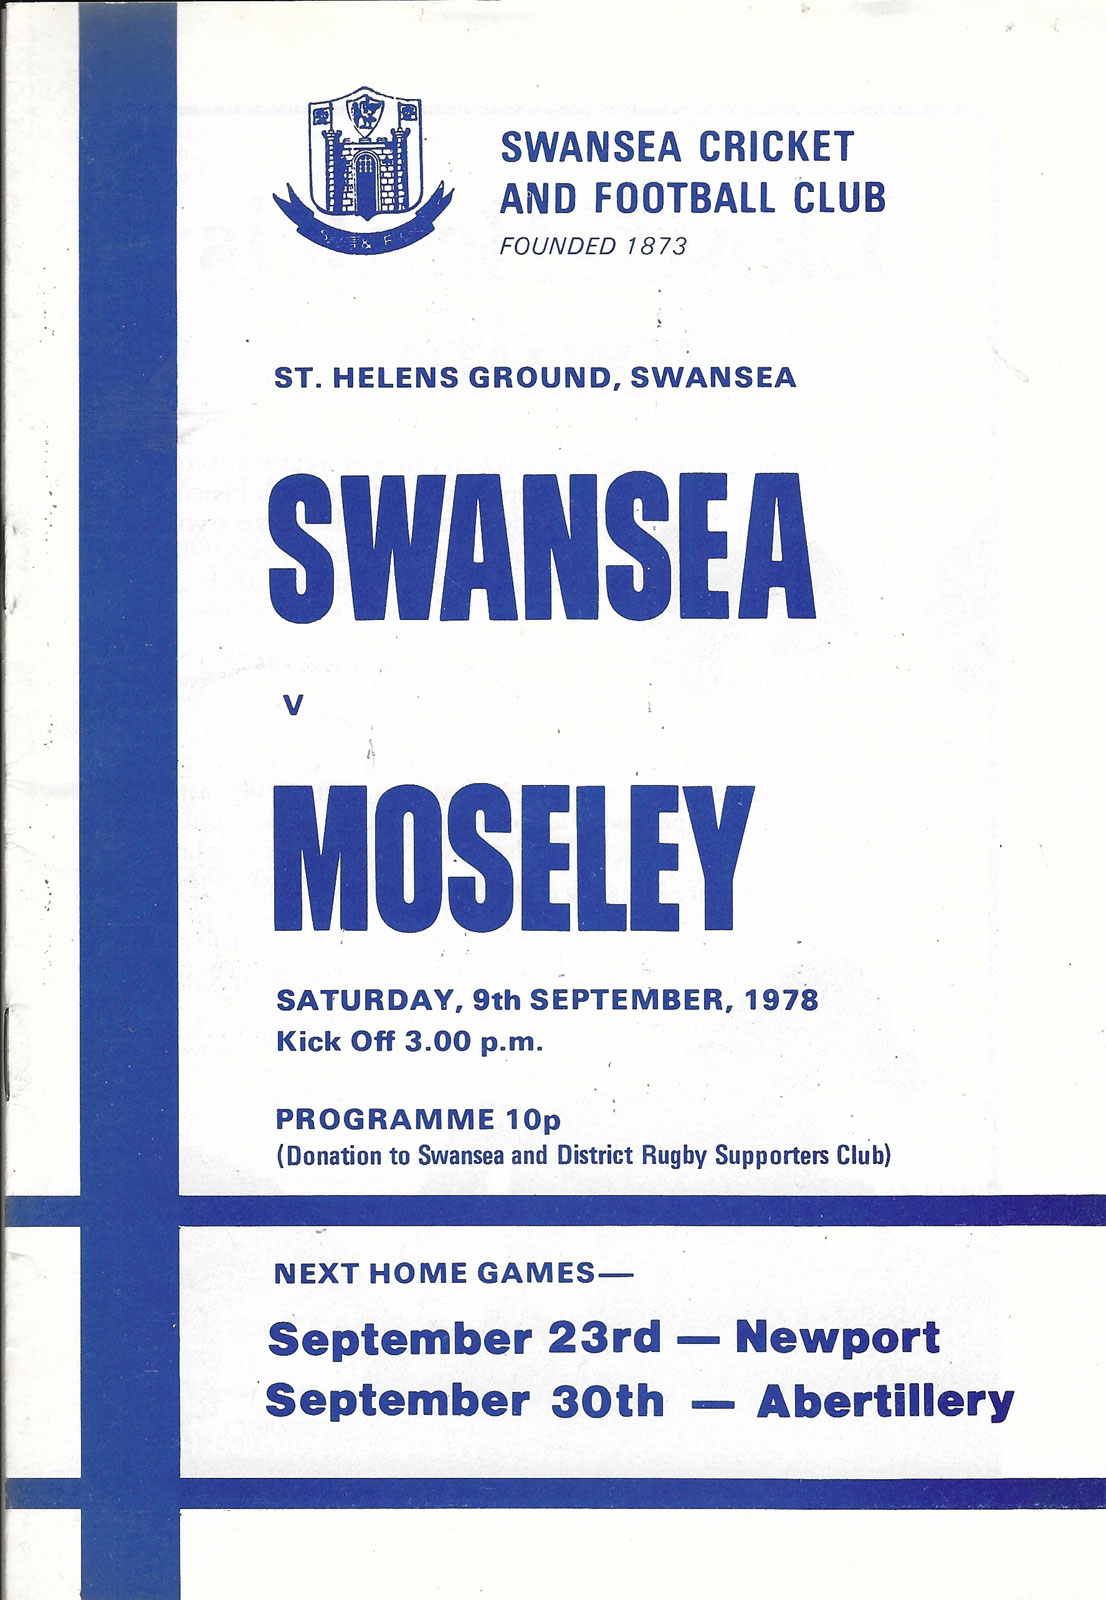 SWANSEA CRICKET
AND FOOTBALL CLUB
FOUNDED 1873
ST. HELENS GROUND, SWANSEA
SWANSEA
v
MOSELEY
SATURDAY, 9th SEPTEMBER, 1978
Kick Off 3.00 p.m.
PROGRAMME 10p
(Donation to Swansea and District Rugby Supporters Club)
NEXT HOME GAMES—
September 23rd — Newport
September 30th — Abertillery